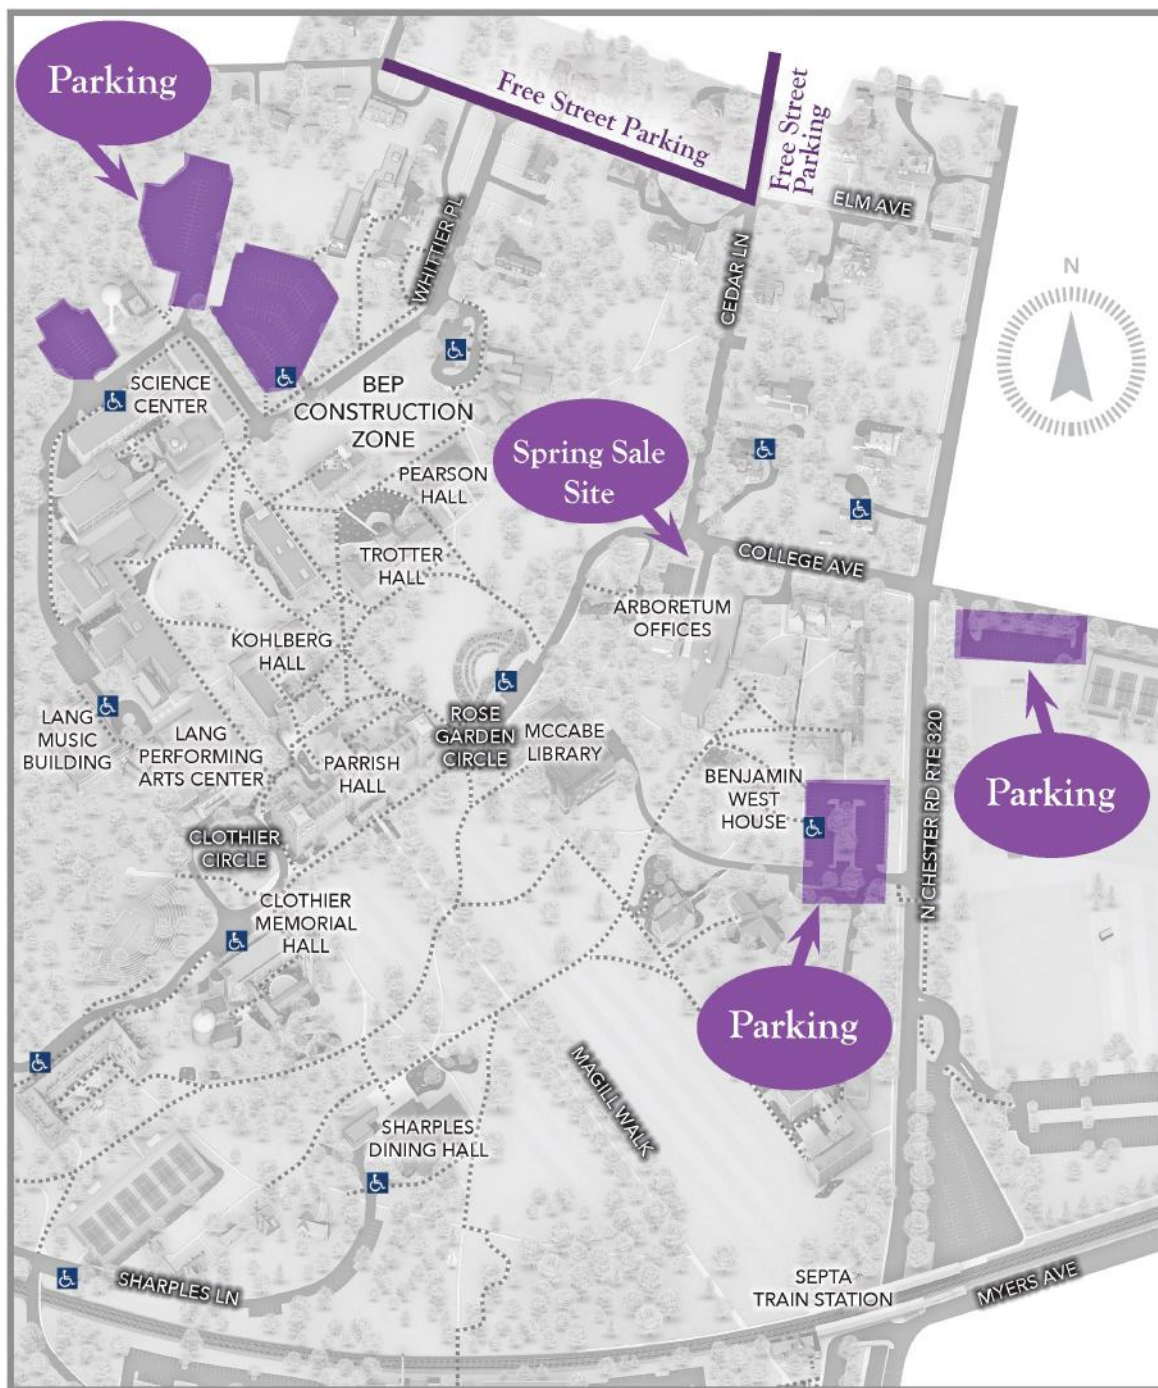 Parking
Free Street Parking
Free Street
Parking
ELM AVE
WHITTIER PL
CEDAR LN
N
SCIENCE
CENTER
BEP
CONSTRUCTION
ZONE
Spring Sale
Site
PEARSON
HALL
TROTTER
HALL
COLLEGE AVE
ARBORETUM
OFFICES
KOHLBERG
HALL
LANG
MUSIC
BUILDING
LANG
PERFORMING
ARTS CENTER
PARRISH
HALL
ROSE
GARDEN
CIRCLE
MCCABE
LIBRARY
BENJAMIN
WEST
HOUSE
N CHESTER RD RTE 320
Parking
CLOTHIER
CIRCLE
CLOTHIER
MEMORIAL
HALL
Parking
MAGILL WALK
SHARPLES
DINING HALL
SHARPLES LN
SEPTA
TRAIN STATION
MYERS AVE